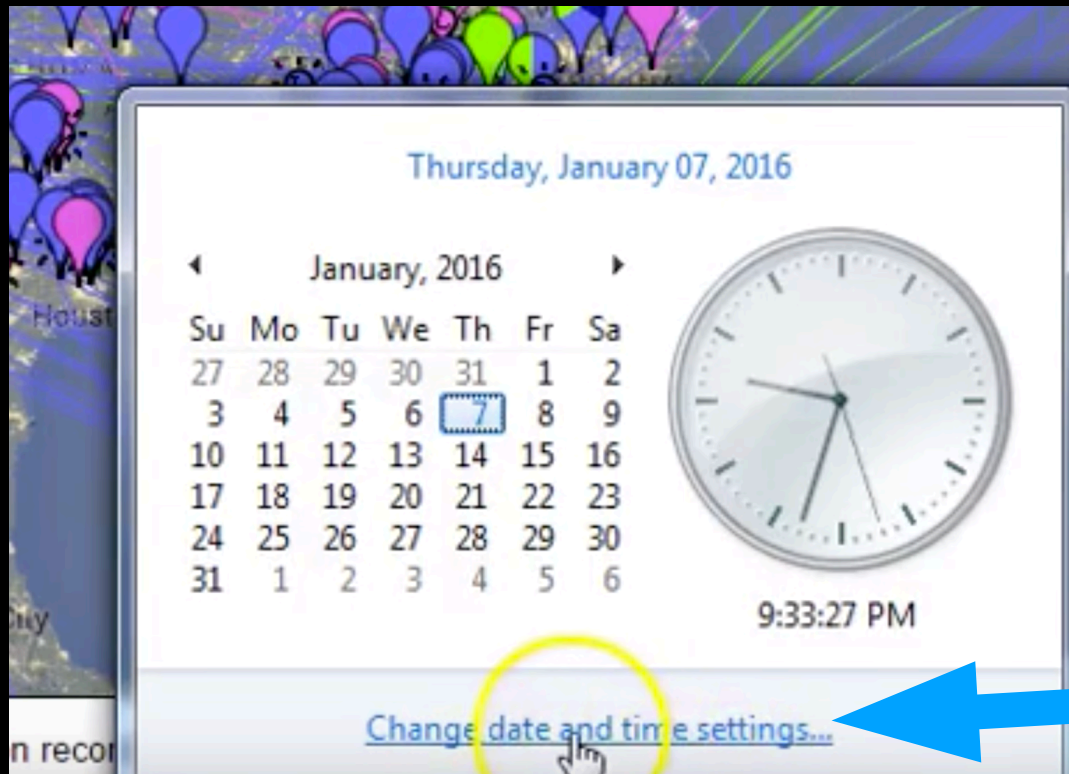 Thursday, January 07, 2016
January, 2016
Su Mo Tu We Th Fr Sa
27 28 29 30 31 1 2
3 4 5 6 7 8 9
10 11 12 13 14 15 16
17 18 19 20 21 22 23
24 25 26 27 28 29 30
31 1 2 3 4 5 6
9:33:27 PM
Houst
Change date and time settings...
n recor